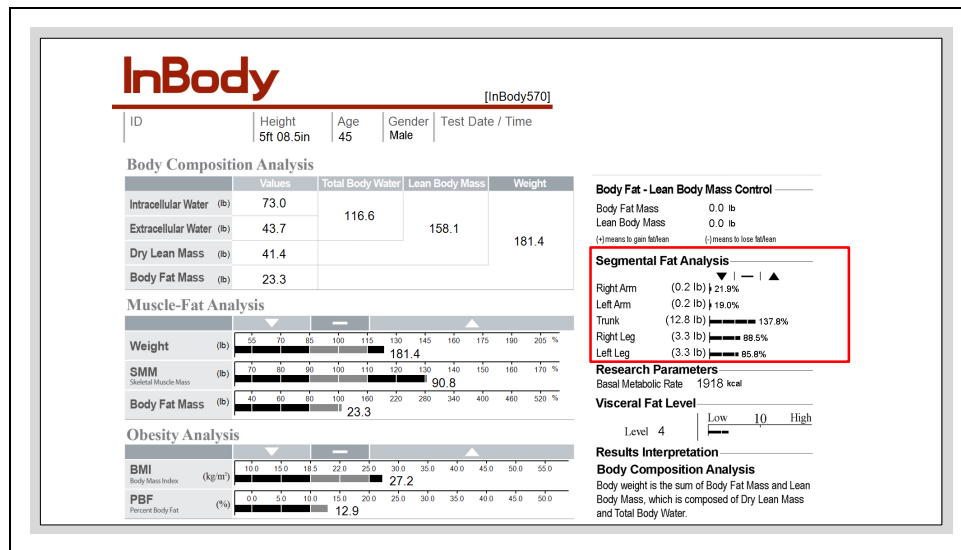 InBody
[InBody570]
ID Height Age Gender Test Date / Time
5ft 08.5in 45 Male
Body Composition Analysis
Values Total Body Water Lean Body Mass Weight
Intracellular Water (lb) 73.0
116.6
Extracellular Water (lb) 43.7
158.1
181.4
Dry Lean Mass (lb) 41.4
Body Fat Mass (lb) 23.3
Muscle-Fat Analysis
Weight (lb) 55 70 85 100 115 130 145 160 175 190 205 %
181.4
SMM (lb) 70 80 90 100 110 120 130 140 150 160 170 %
Skeletal Muscle Mass 90.8
Body Fat Mass (lb) 40 60 80 100 160 220 280 340 400 460 520 %
23.3
Obesity Analysis
BMI (kg/m²) 10.0 15.0 18.5 22.0 25.0 30.0 35.0 40.0 45.0 50.0 55.0
Body Mass Index 27.2
PBF (%) 0.0 5.0 10.0 15.0 20.0 25.0 30.0 35.0 40.0 45.0 50.0
Percent Body Fat 12.9
Body Fat - Lean Body Mass Control
Body Fat Mass 0.0 lb
Lean Body Mass 0.0 lb
(+) means to gain fat/lean (-) means to lose fat/lean
Segmental Fat Analysis
Right Arm (0.2 lb) 21.9%
Left Arm (0.2 lb) 19.0%
Trunk (12.8 lb) 137.8%
Right Leg (3.3 lb) 88.5%
Left Leg (3.3 lb) 85.8%
Research Parameters
Basal Metabolic Rate 1918 kcal
Visceral Fat Level
Low 10 High
Level 4
Results Interpretation
Body Composition Analysis
Body weight is the sum of Body Fat Mass and Lean
Body Mass, which is composed of Dry Lean Mass
and Total Body Water.